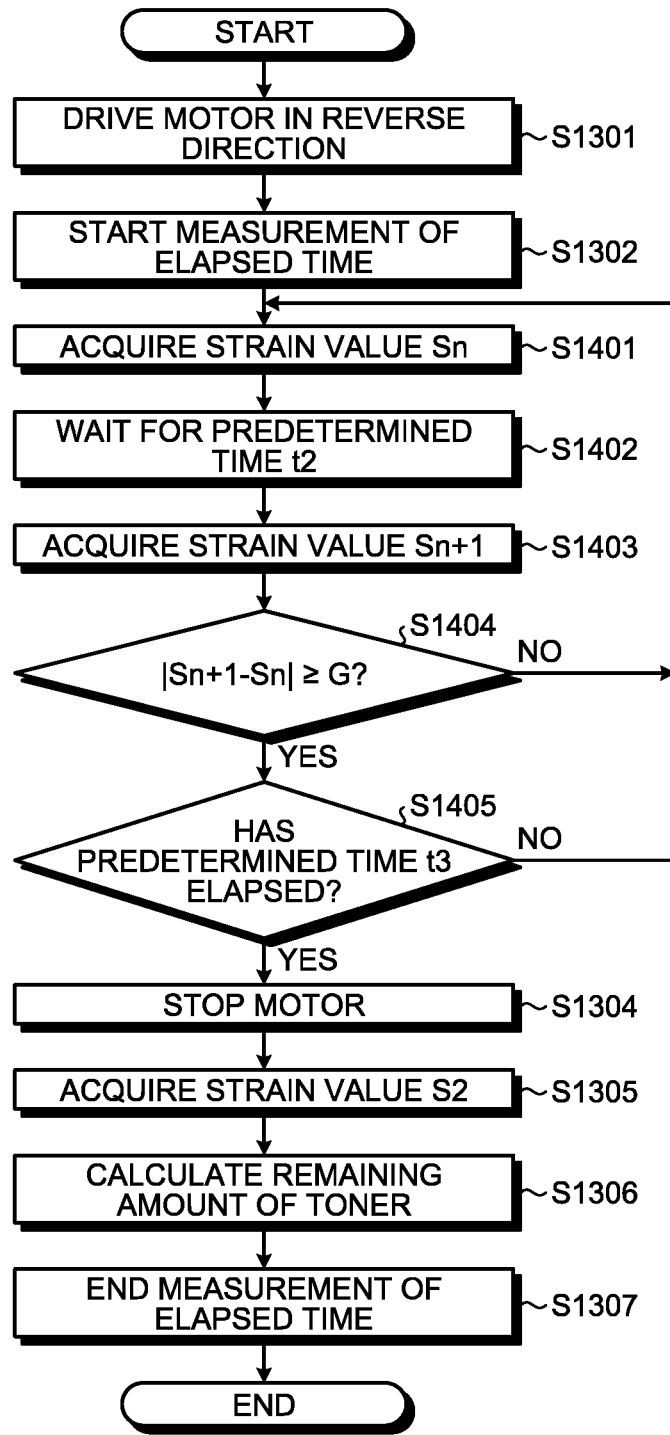 START
DRIVE MOTOR IN REVERSE
DIRECTION
S1301
START MEASUREMENT OF
ELAPSED TIME
S1302
ACQUIRE STRAIN VALUE Sn
S1401
WAIT FOR PREDETERMINED
TIME t2
S1402
ACQUIRE STRAIN VALUE Sn+1
S1403
S1404
|Sn+1-Sn| ≥ G?
NO
YES
S1405
HAS
PREDETERMINED TIME t3
ELAPSED?
NO
YES
STOP MOTOR
S1304
ACQUIRE STRAIN VALUE S2
S1305
CALCULATE REMAINING
AMOUNT OF TONER
S1306
END MEASUREMENT OF
ELAPSED TIME
S1307
END